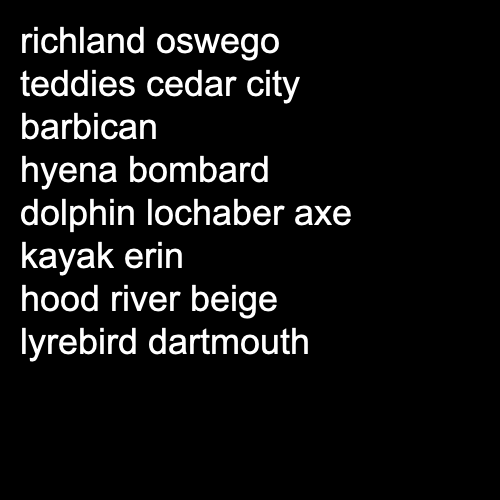 richland oswego
teddies cedar city
barbican
hyena bombard
dolphin lochaber axe
kayak erin
hood river beige
lyrebird dartmouth